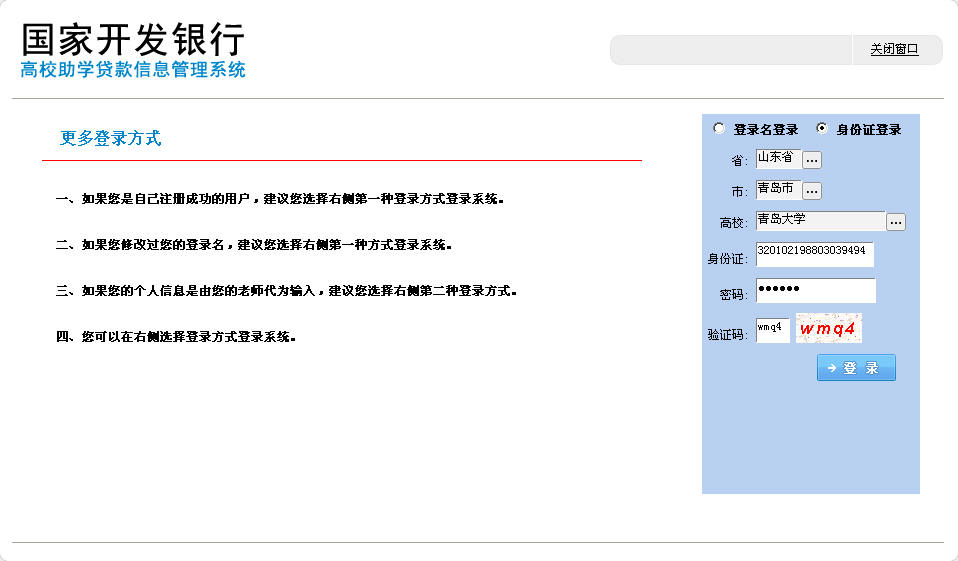 国家开发银行
高校助学贷款信息管理系统
关闭窗口
更多登录方式
一、如果您是自己注册成功的用户，建议您选择右侧第一种登录方式登录系统。
二、如果您修改过您的登录名，建议您选择右侧第一种方式登录系统。
三、如果您的个人信息是由您的老师代为输入，建议您选择右侧第二种登录方式。
四、您可以在右侧选择登录方式登录系统。
登录名登录 身份证登录
省: 山东省 ...
市: 青岛市 ...
高校: 青岛大学 ...
身份证: 320102198803039494
密码: ••••••
验证码: wmq4 wmq4
登 录